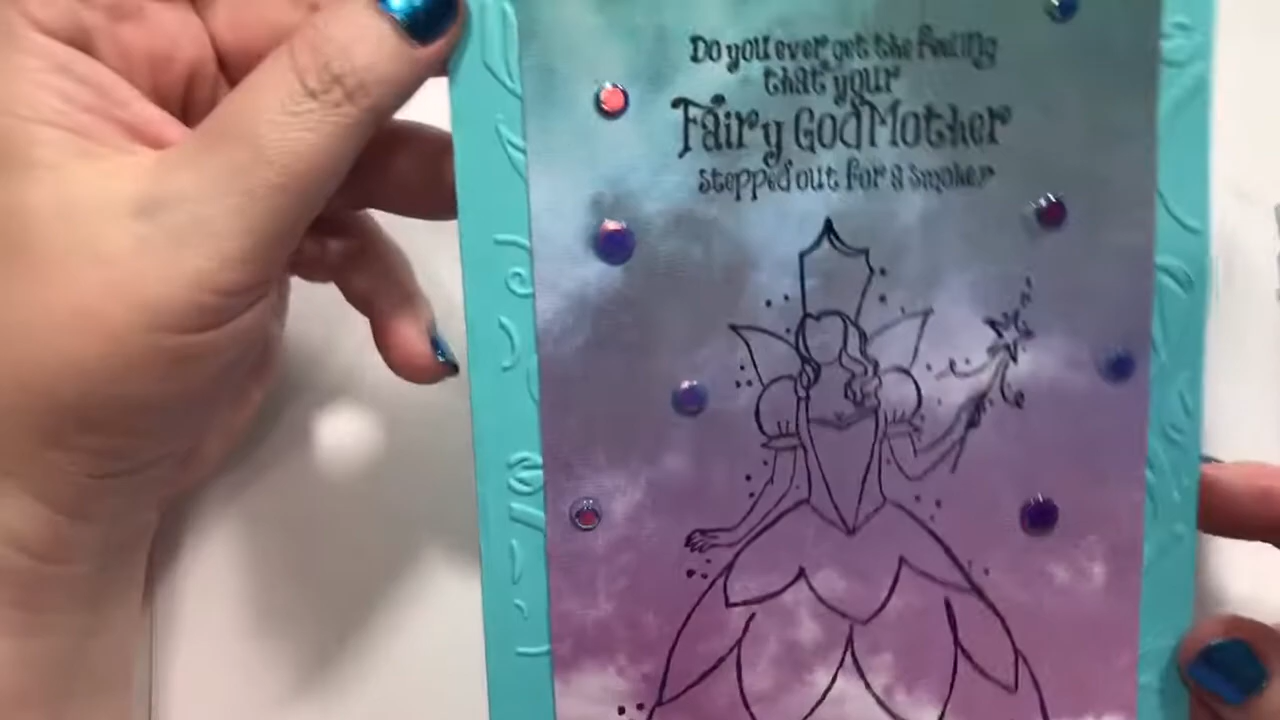 Do you ever get the feeling
that your
Fairy GodMother
stepped out for a smoke?